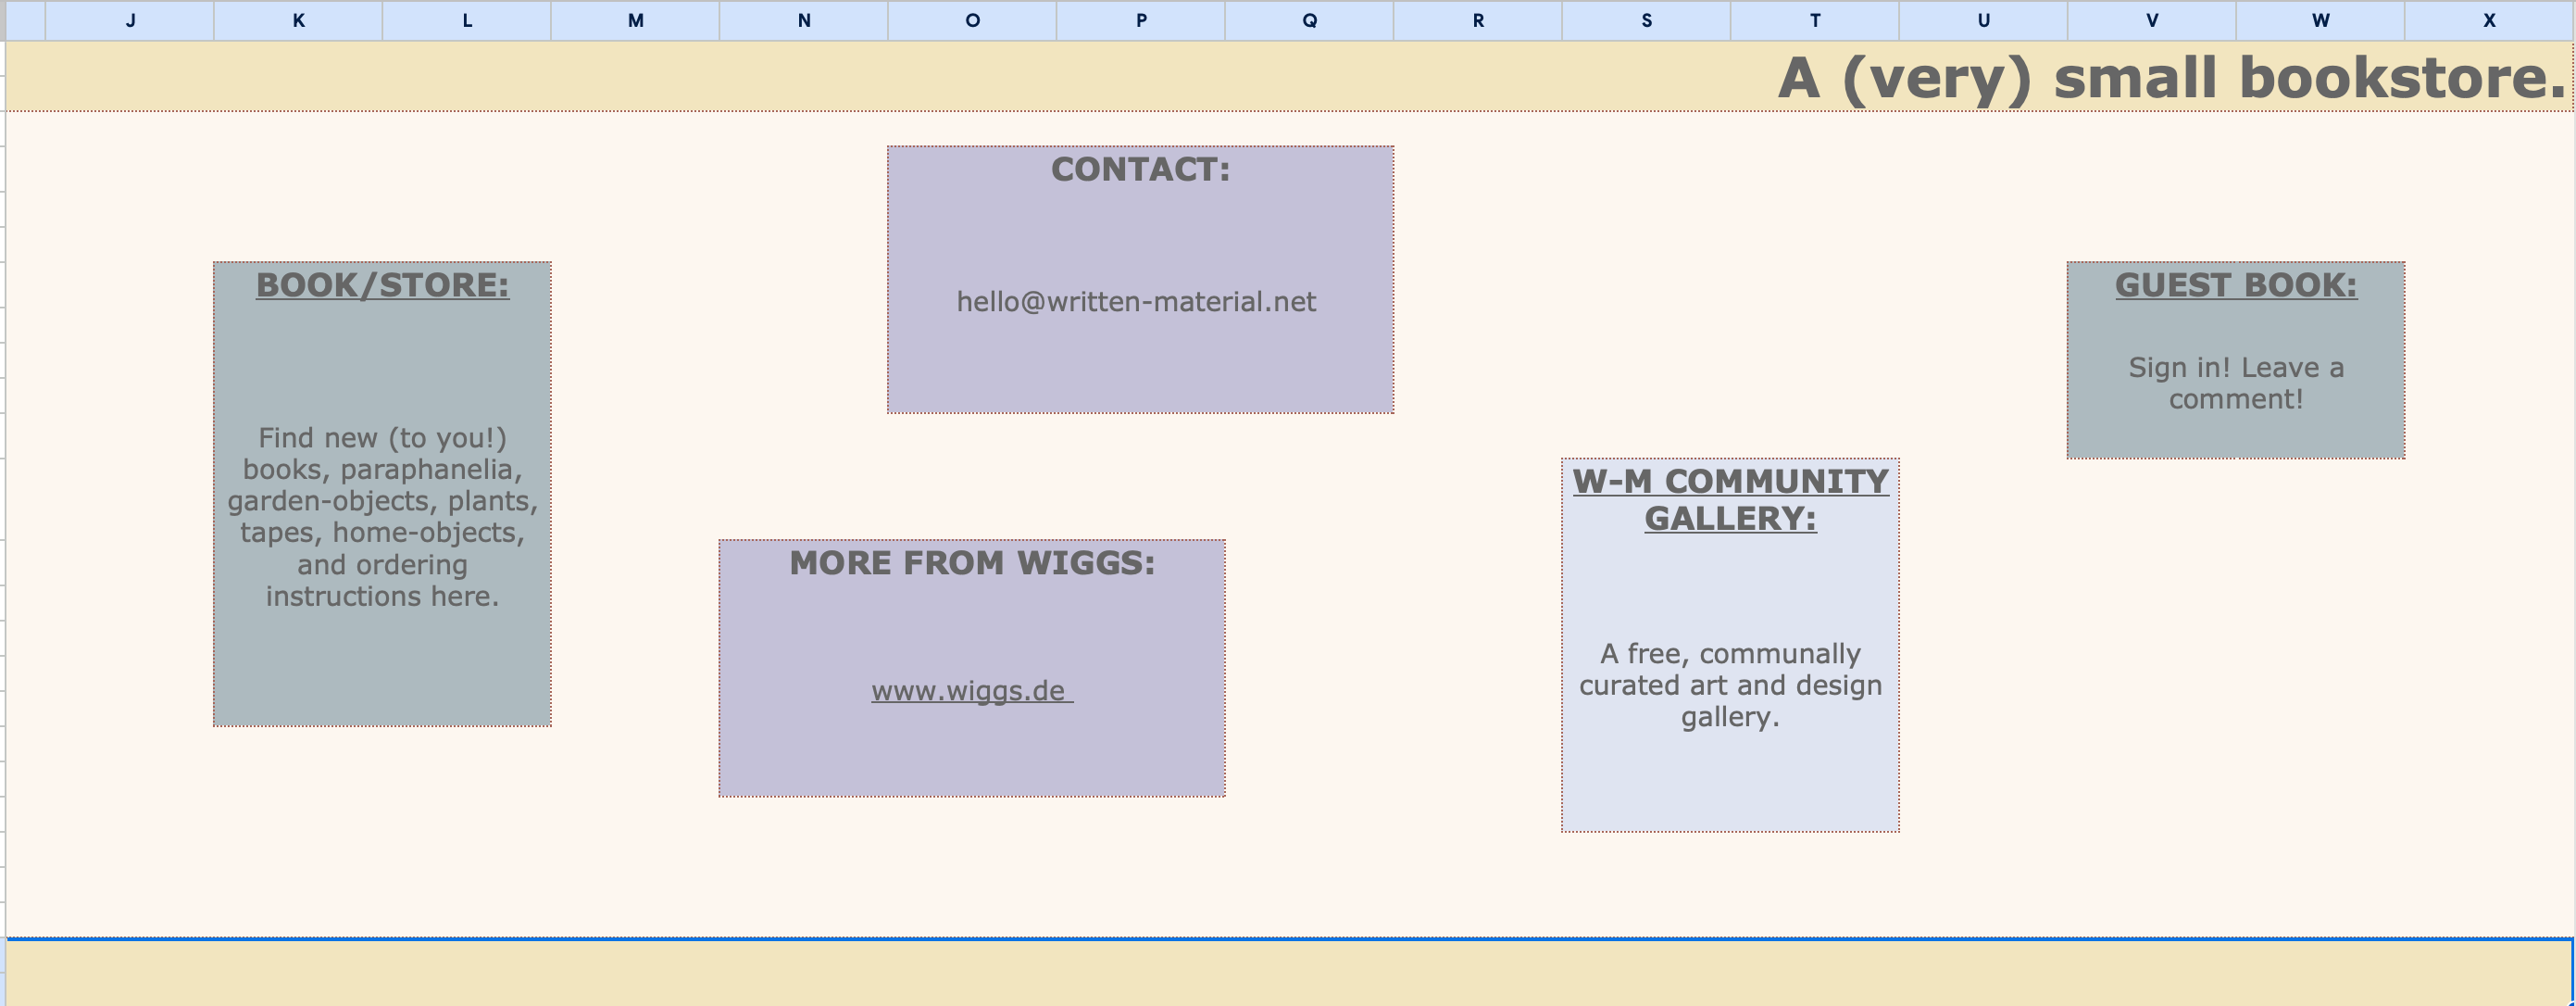 J K L M N O P Q R S T U V W X
A (very) small bookstore.
CONTACT:
hello@written-material.net
BOOK/STORE:
Find new (to you!)
books, paraphanelia,
garden-objects, plants,
tapes, home-objects,
and ordering
instructions here.
GUEST BOOK:
Sign in! Leave a
comment!
MORE FROM WIGGS:
www.wiggs.de
W-M COMMUNITY
GALLERY:
A free, communally
curated art and design
gallery.